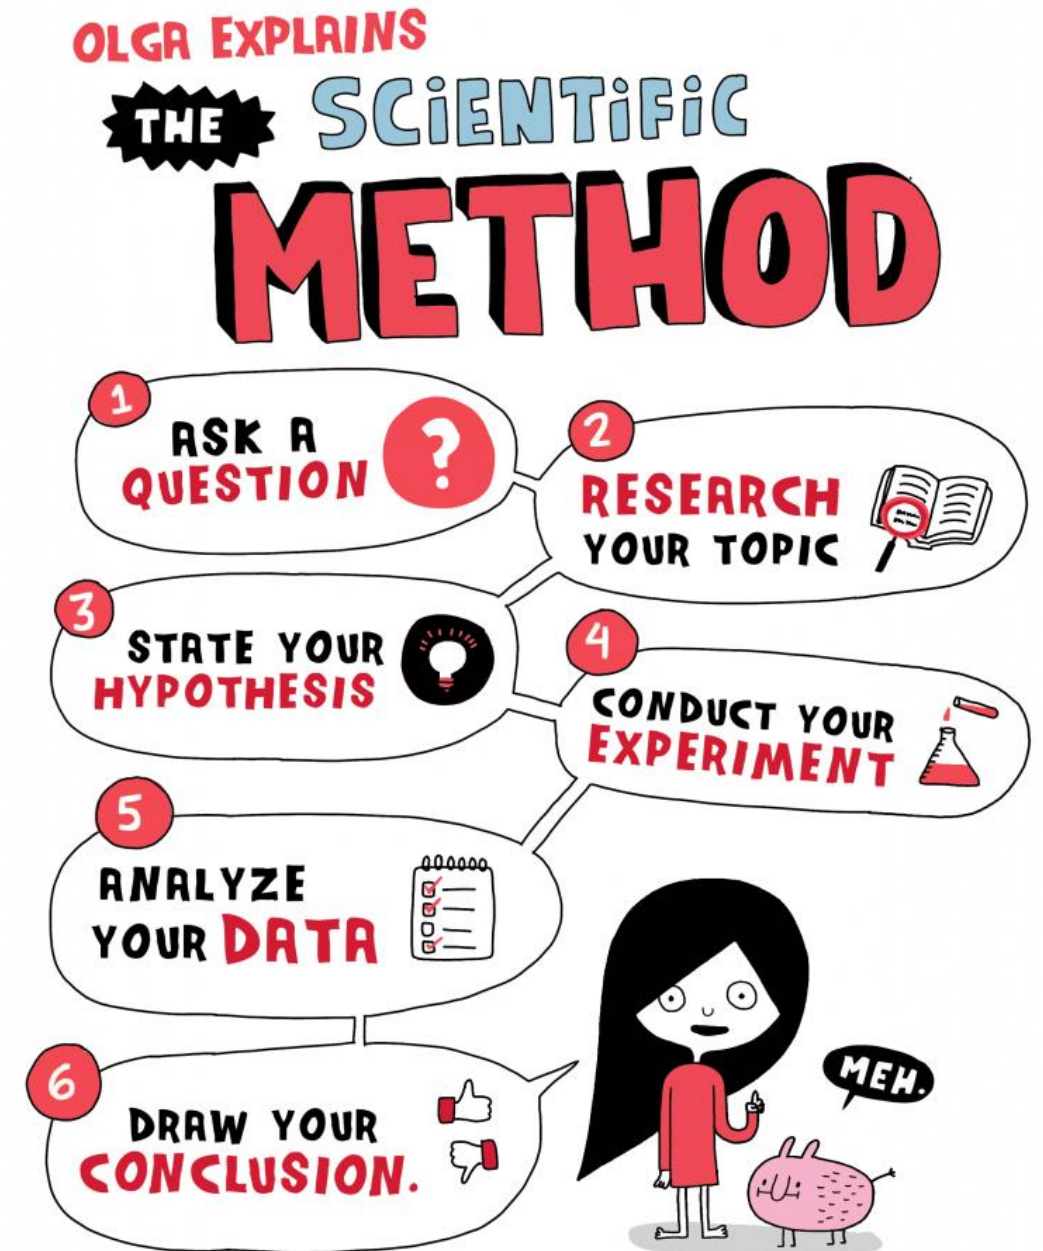 OLGA EXPLAINS
THE SCiENTiFiC
METHOD
1
ASK A
QUESTION
?
2
RESEARCH
YOUR TOPIC
3
STATE YOUR
HYPOTHESIS
4
CONDUCT YOUR
EXPERIMENT
5
ANALYZE
YOUR DATA
6
DRAW YOUR
CONCLUSION.
MEH.